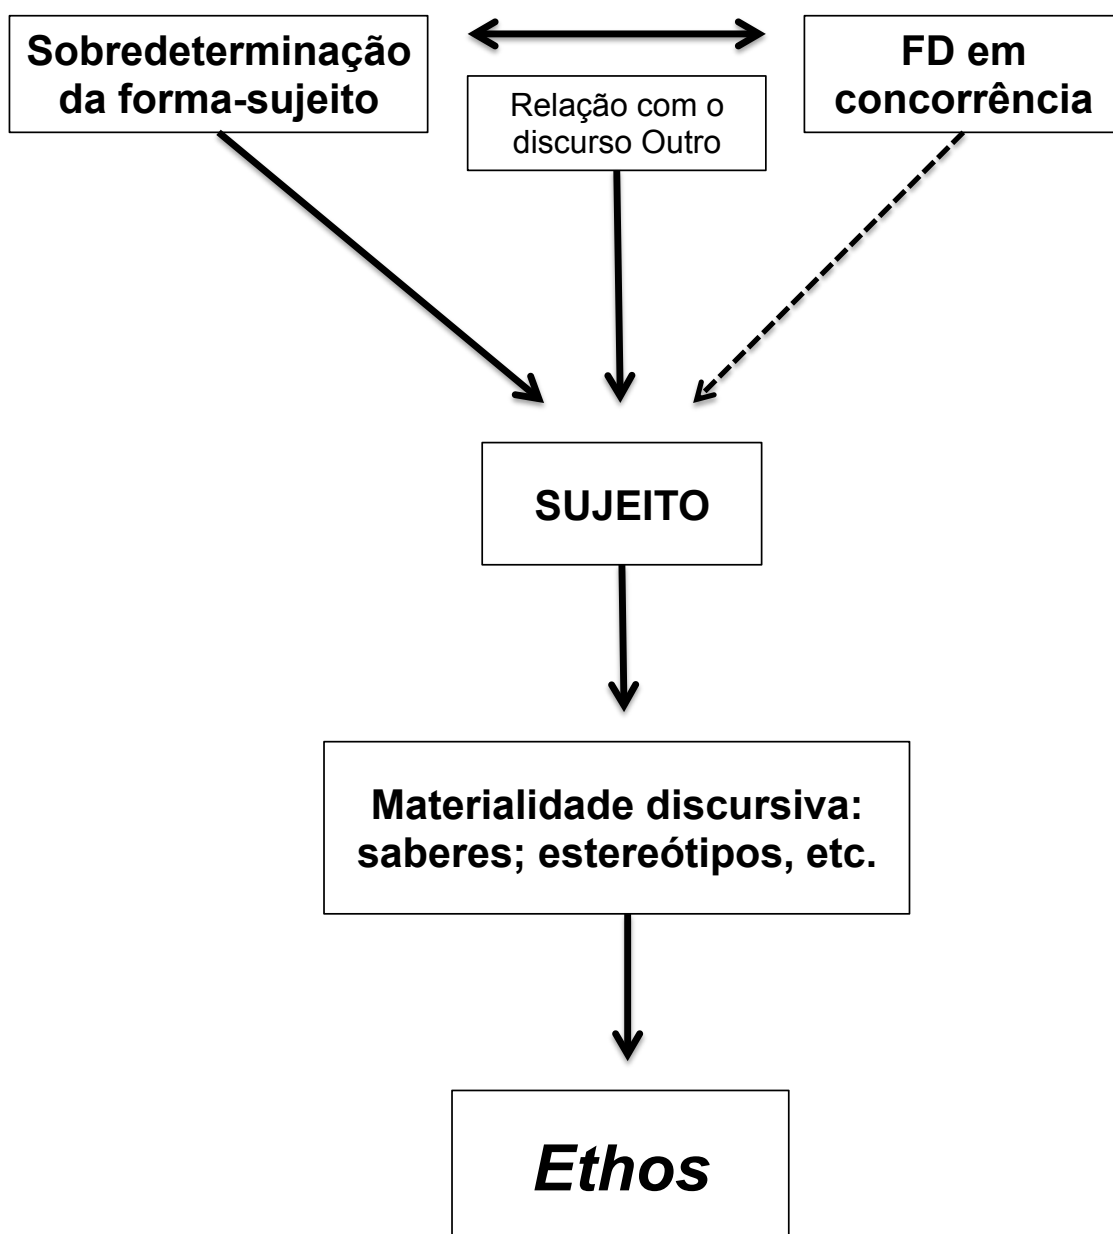 Sobredeterminação
da forma-sujeito
Relação com o
discurso Outro
FD em
concorrência
SUJEITO
Materialidade discursiva:
saberes; estereótipos, etc.
Ethos